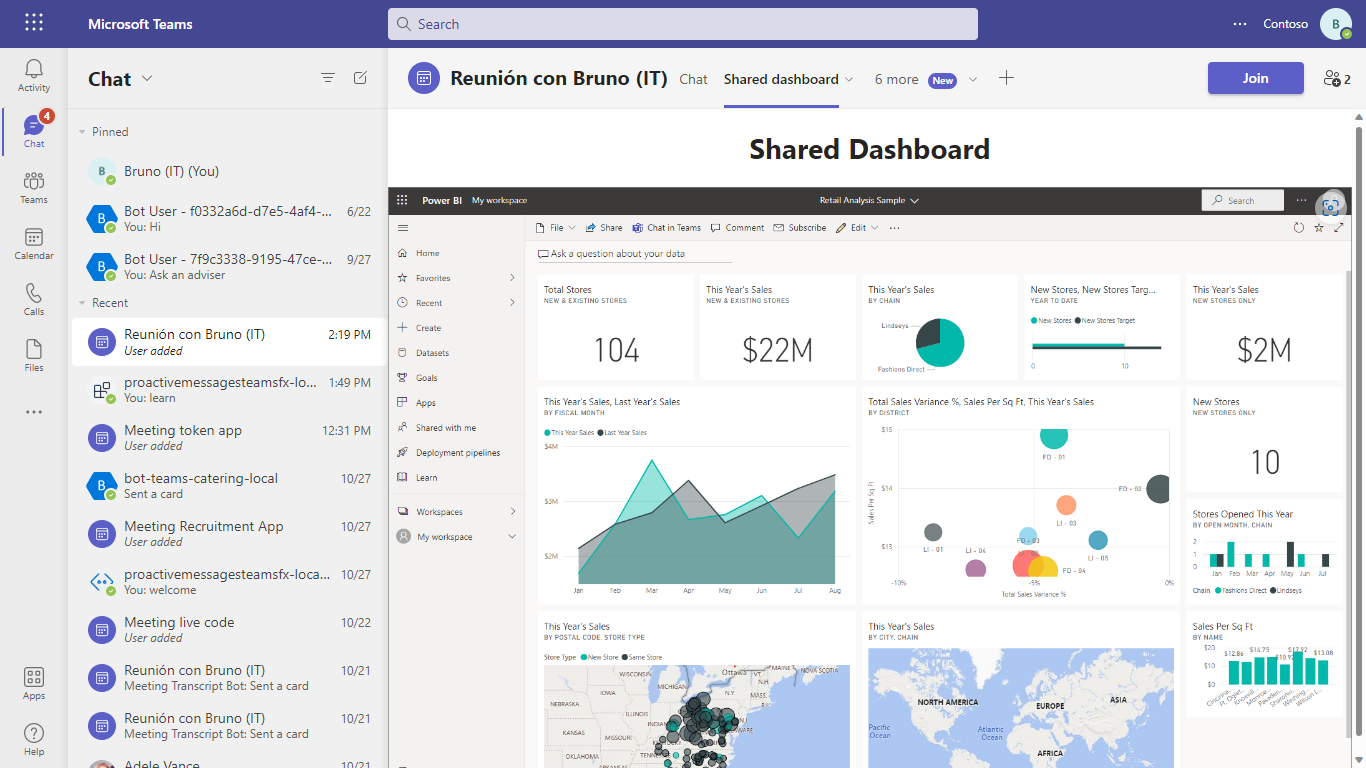 Microsoft Teams
Search
Contoso
B
Activity
4
Chat
Teams
Calendar
Calls
Files
Apps
Help
Chat
Pinned
B
Bruno (IT) (You)
B
Bot User - f0332a6d-d7e5-4af4-... 6/22
You: Hi
B
Bot User - 7f9c3338-9195-47ce-... 9/27
You: Ask an adviser
Recent
Reunión con Bruno (IT) 2:19 PM
User added
proactivemessageteamsfx-lo... 1:49 PM
You: learn
Meeting token app 12:31 PM
User added
B
bot-teams-catering-local 10/27
Sent a card
Meeting Recruitment App 10/27
User added
proactivemessagesteamsfx-loca... 10/27
You: welcome
Meeting live code 10/22
User added
Reunión con Bruno (IT) 10/21
Meeting Transcript Bot: Sent a card
Reunión con Bruno (IT) 10/21
Meeting Transcript Bot: Sent a card
Adele Vance 10/21
Reunión con Bruno (IT) Chat Shared dashboard 6 more New
Join
2
Shared Dashboard
Power BI My workspace
Retail Analysis Sample
Search
File Share Chat in Teams Comment Subscribe Edit
Home
Favorites
Recent
Create
Datasets
Goals
Apps
Shared with me
Deployment pipelines
Learn
Workspaces
My workspace
Ask a question about your data
Total Stores
NEW & EXISTING STORES
104
This Year's Sales
NEW & EXISTING STORES
$22M
This Year's Sales
BY CHAIN
Lindseys
Fashions Direct
New Stores, New Stores Targ...
YEAR TO DATE
New Stores New Stores Target
0 10
This Year's Sales
NEW STORES ONLY
$2M
This Year's Sales, Last Year's Sales
BY FISCAL MONTH
This Year Sales Last Year Sales
$4M
$3M
$2M
Jan Feb Mar Apr May Jun Jul Aug
Total Sales Variance %, Sales Per Sq Ft, This Year's Sales
BY DISTRICT
Sales Per Sq Ft
$15
$14
$13
FD - 01
FD - 02
LI - 03
FD - 03
LI - 01
LI - 04
LI - 05
FD - 04
-10% -5% 0%
Total Sales Variance %
New Stores
NEW STORES ONLY
10
Stores Opened This Year
BY OPEN MONTH, CHAIN
2
1
0
Jan Feb Mar Apr May Jun Jul
Chain Fashions Direct Lindseys
This Year's Sales
BY POSTAL CODE, STORE TYPE
Store Type New Store Same Store
WISCONSIN
MICHIGAN
Ottawa
MAINE
NOVA SCOTIA
VT.
N.H.
N.Y.
MASS.
IOWA
NEBRASKA
ILLINOIS
KANSAS
MISSOURI
OKLAHOMA
This Year's Sales
BY CITY, CHAIN
NORTH AMERICA
EUROPE
ASIA
Pacific
Ocean
Atlantic
Ocean
AFRICA
Sales Per Sq Ft
BY NAME
$20
$10
$0
$12.86
$14.75
$17.92
$13.08